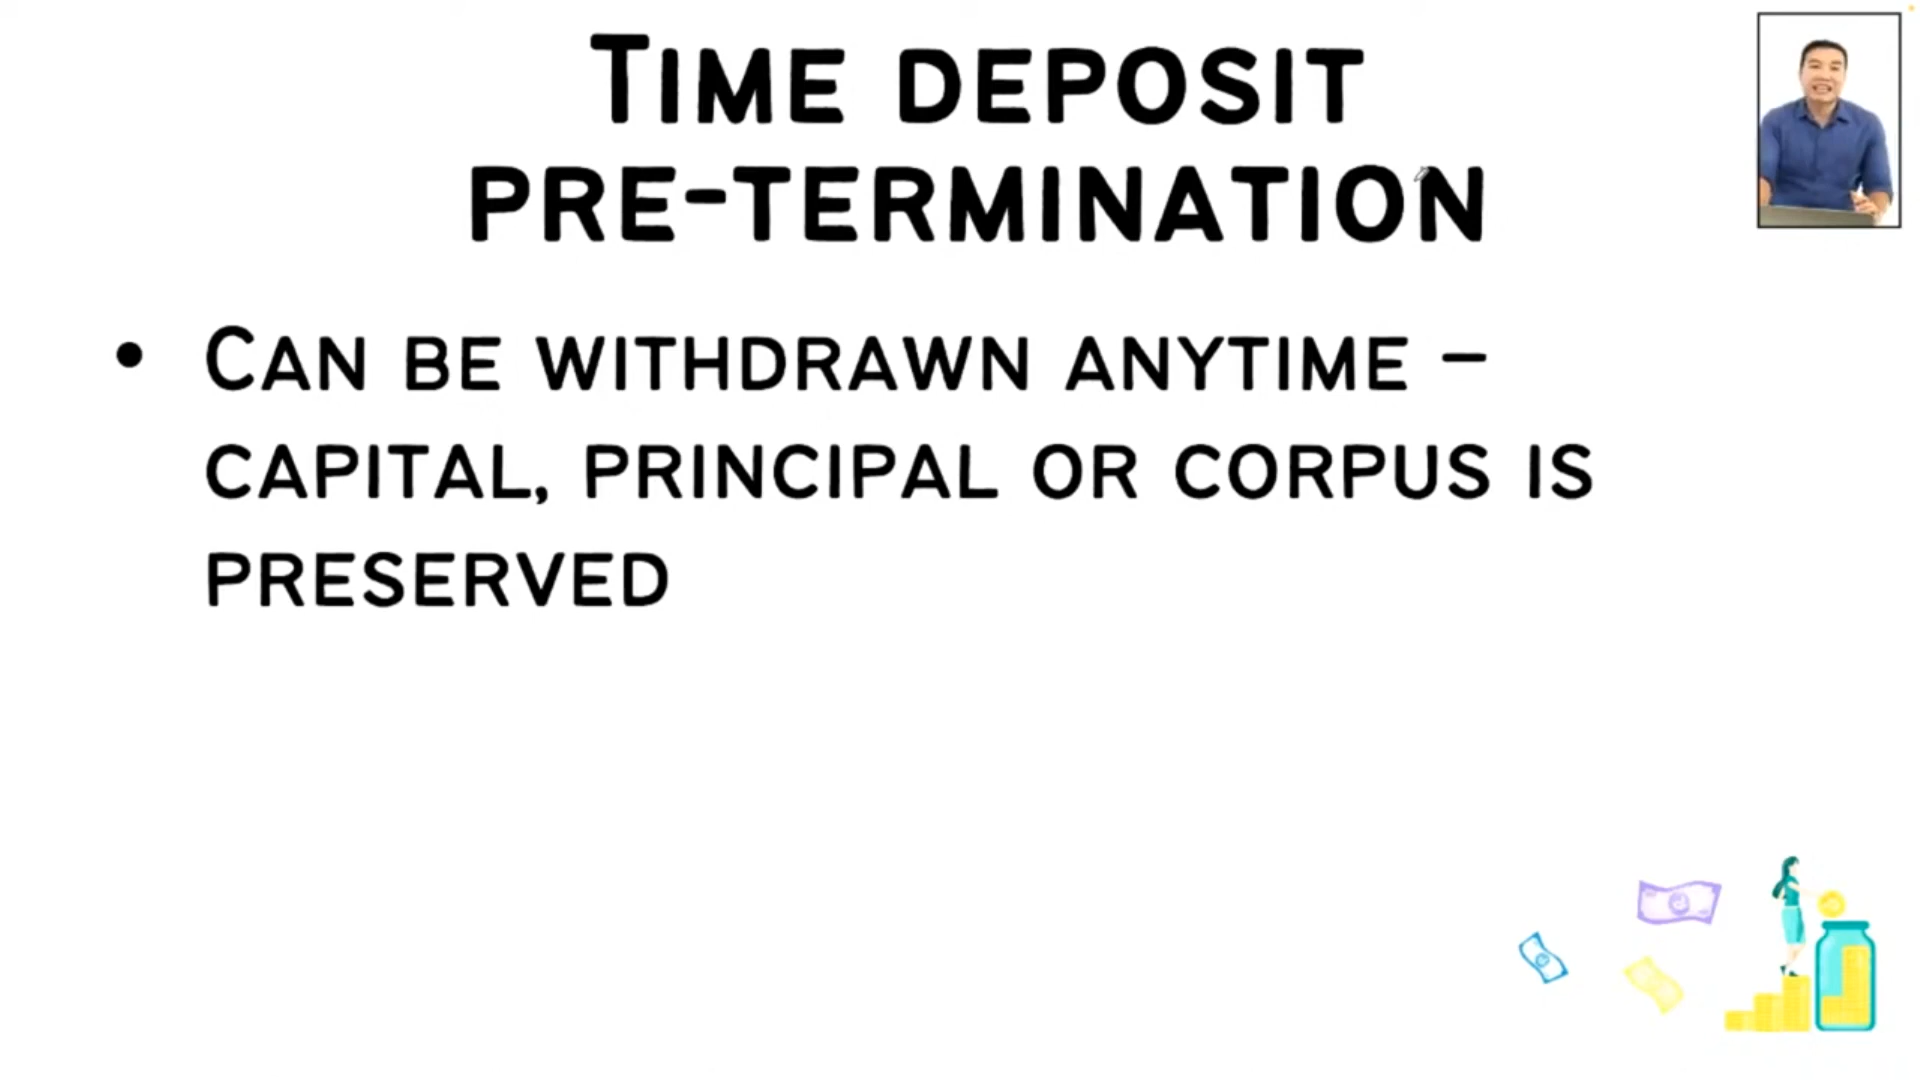 TIME DEPOSIT
PRE-TERMINATION
• CAN BE WITHDRAWN ANYTIME –
CAPITAL, PRINCIPAL OR CORPUS IS
PRESERVED